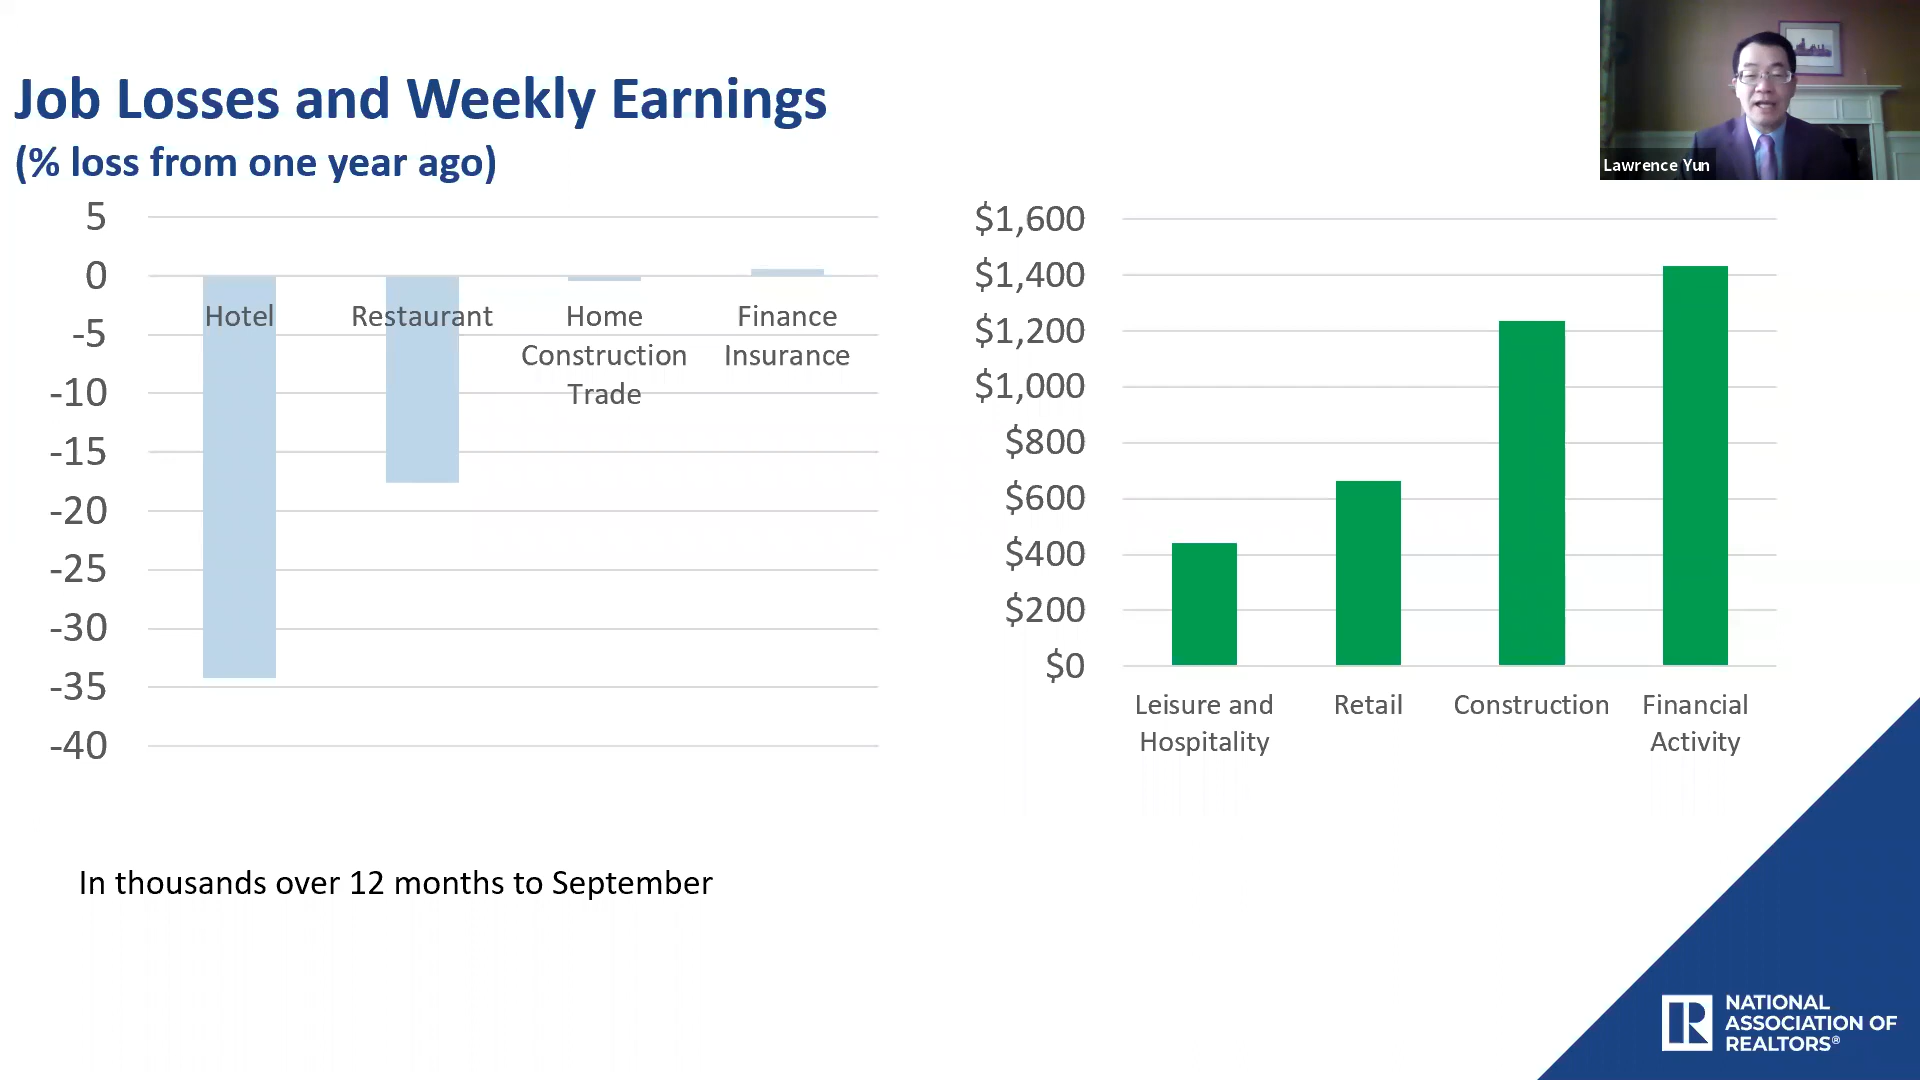 Job Losses and Weekly Earnings
(% loss from one year ago)
Lawrence Yun
5
0
-5
-10
-15
-20
-25
-30
-35
-40
Hotel
Restaurant
Home
Construction
Trade
Finance
Insurance
$1,600
$1,400
$1,200
$1,000
$800
$600
$400
$200
$0
Leisure and
Hospitality
Retail
Construction
Financial
Activity
In thousands over 12 months to September
NATIONAL
ASSOCIATION OF
REALTORS®